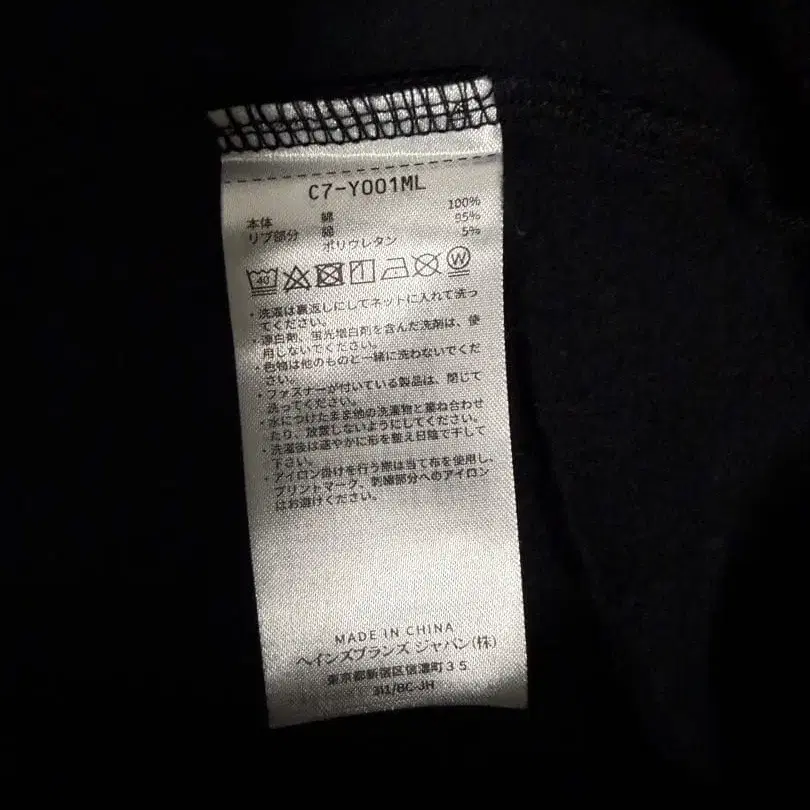 C7-Y001ML
本体 綿 100%
リブ部分 綿 95%
ポリウレタン 5%
40 W
・洗濯は裏返しにしてネットに入れて洗っ
てください。
・漂白剤、蛍光増白剤を含んだ洗剤は、使
用しないでください。
・色物は他のものと一緒に洗わないでくだ
さい。
・ファスナーが付いている製品は、閉じて
洗ってください。
・水につけたまま他の洗濯物と重ね合わせ
たり、放置しないようにしてください。
・洗濯後は速やかに形を整え日陰で干して
下さい。
・アイロン掛けを行う際は当て布を使用し、
プリントマーク、刺繍部分へのアイロン
はお避けください。
MADE IN CHINA
ヘインズブランズ ジャパン(株)
東京都新宿区信濃町35
311/BC-JH